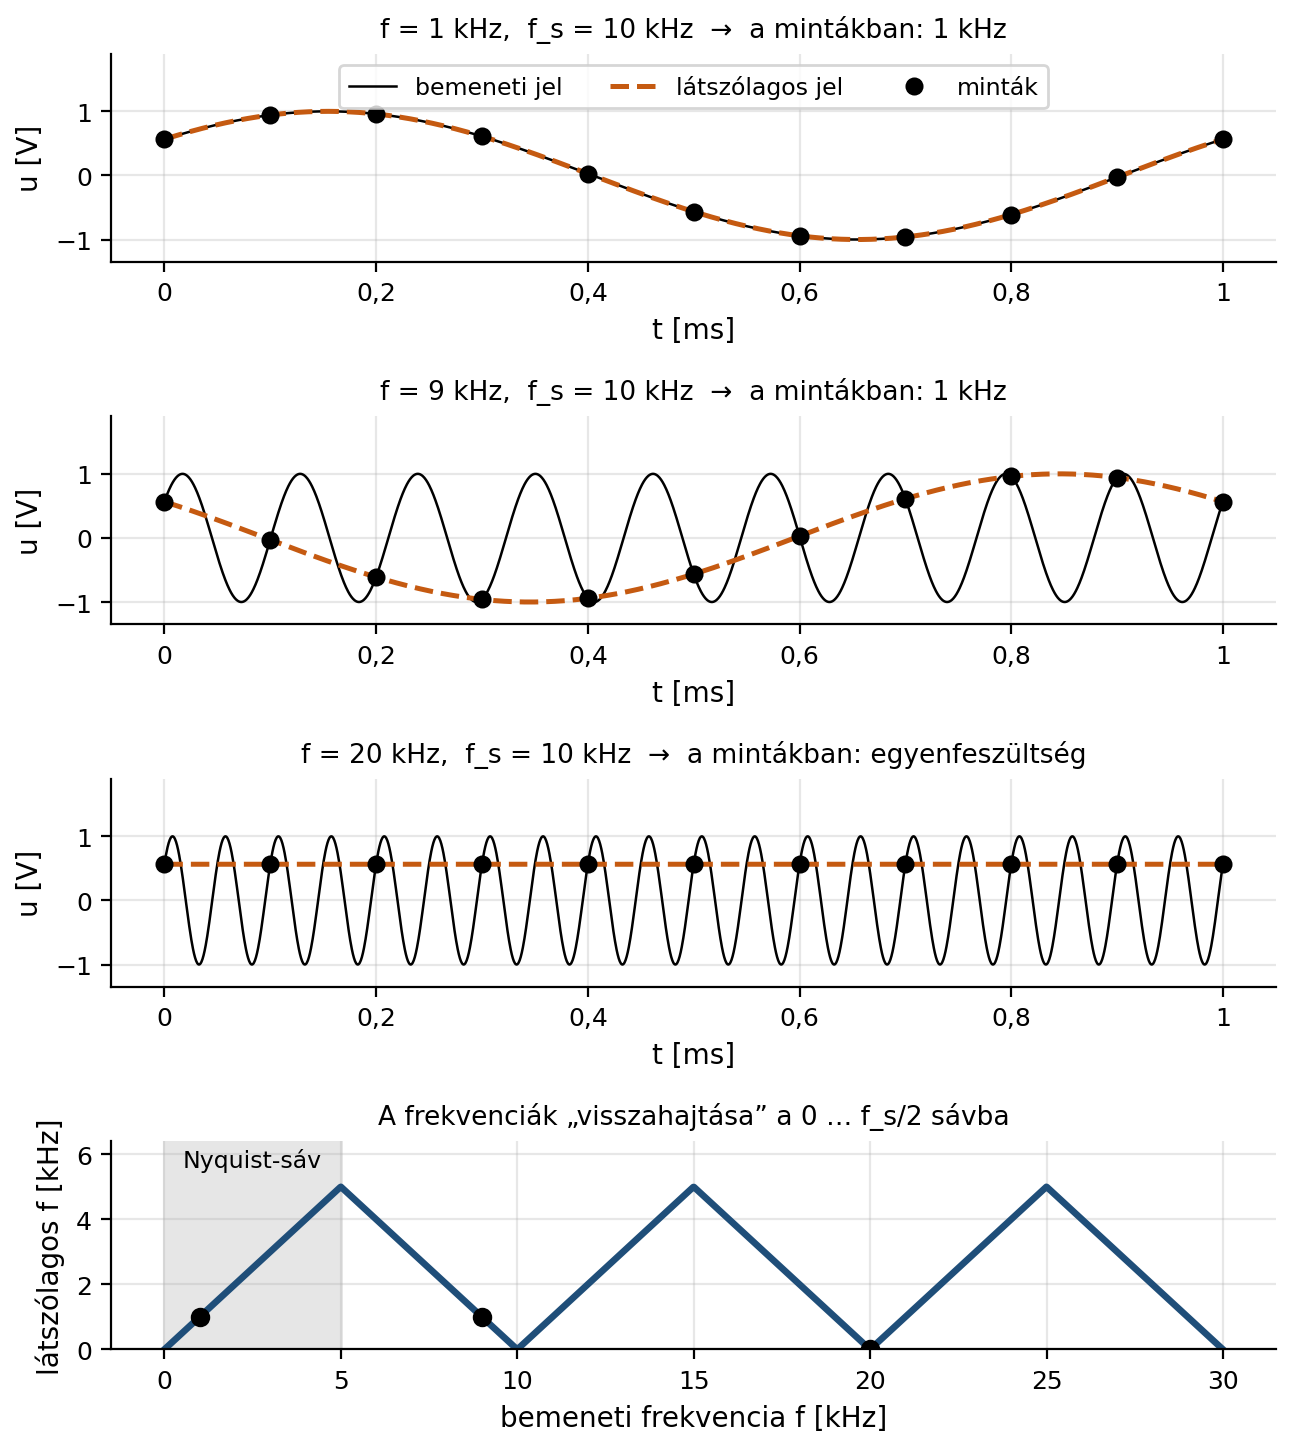 f = 1 kHz,  f_s = 10 kHz  →  a mintákban: 1 kHz
bemeneti jel
látszólagos jel
minták
u [V]
1
0
−1
0
0,2
0,4
0,6
0,8
1
t [ms]
f = 9 kHz,  f_s = 10 kHz  →  a mintákban: 1 kHz
u [V]
1
0
−1
0
0,2
0,4
0,6
0,8
1
t [ms]
f = 20 kHz,  f_s = 10 kHz  →  a mintákban: egyenfeszültség
u [V]
1
0
−1
0
0,2
0,4
0,6
0,8
1
t [ms]
A frekvenciák „visszahajtása” a 0 … f_s/2 sávba
látszólagos f [kHz]
Nyquist-sáv
6
4
2
0
0
5
10
15
20
25
30
bemeneti frekvencia f [kHz]